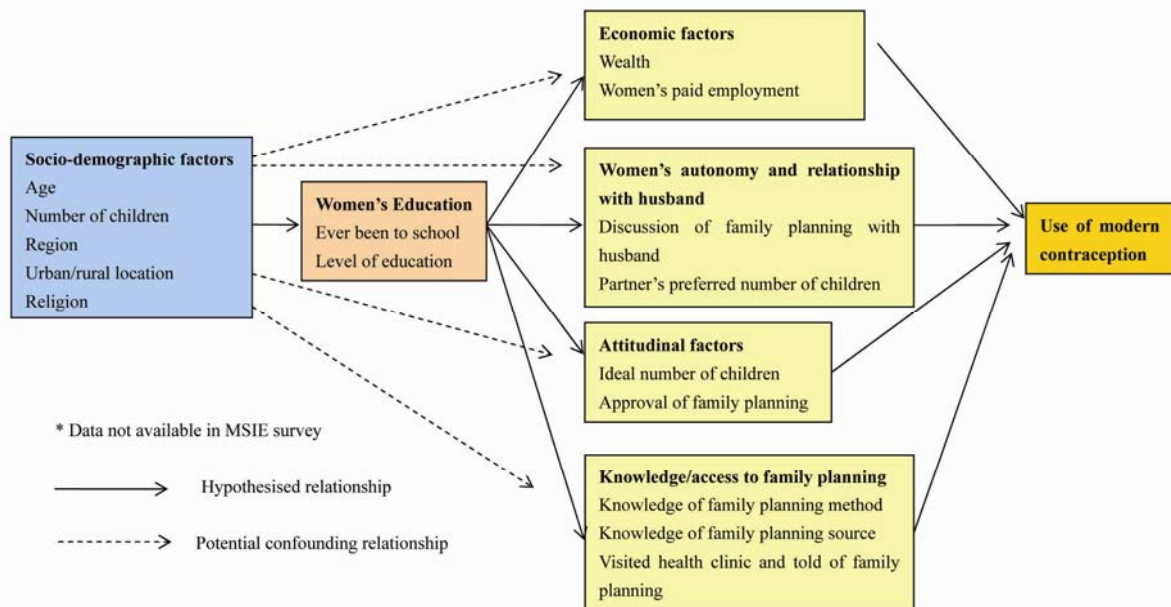 Socio-demographic factors
Age
Number of children
Region
Urban/rural location
Religion
Women's Education
Ever been to school
Level of education
Economic factors
Wealth
Women's paid employment
Women's autonomy and relationship
with husband
Discussion of family planning with
husband
Partner's preferred number of children
Attitudinal factors
Ideal number of children
Approval of family planning
Knowledge/access to family planning
Knowledge of family planning method
Knowledge of family planning source
Visited health clinic and told of family
planning
Use of modern
contraception
* Data not available in MSIE survey
Hypothesised relationship
Potential confounding relationship